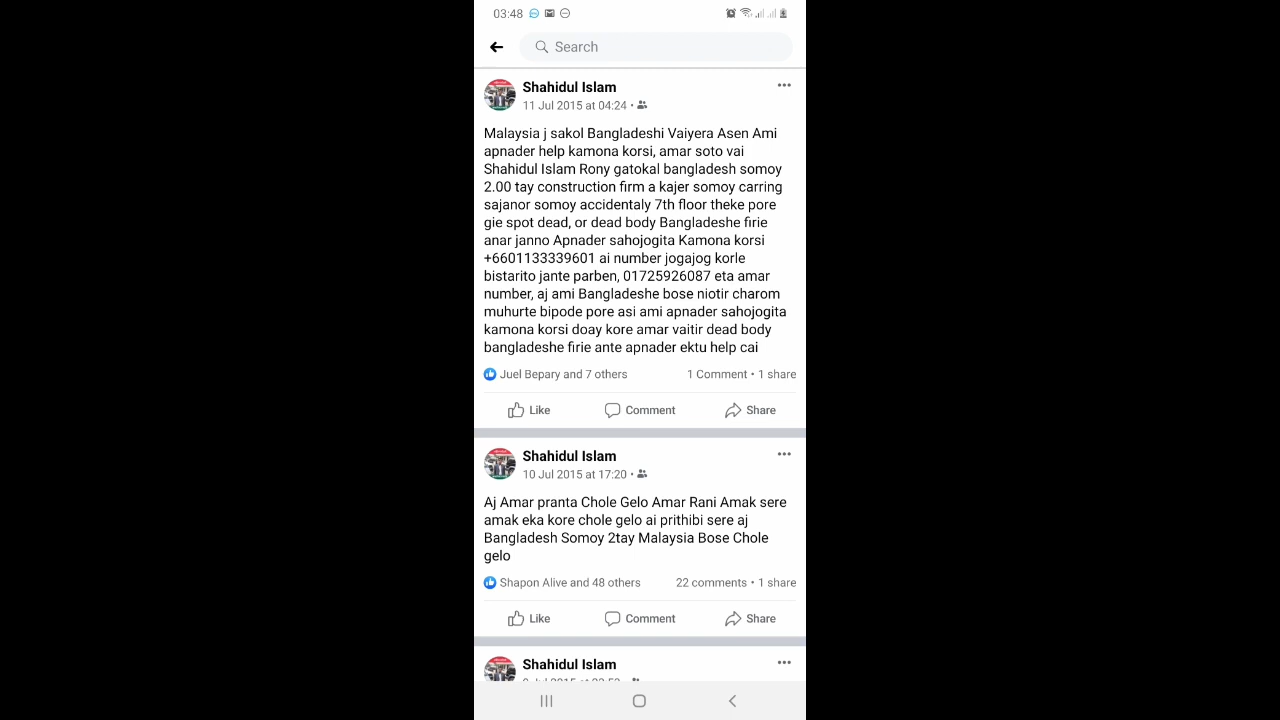 03:48
Search
Shahidul Islam
11 Jul 2015 at 04:24 •
Malaysia j sakol Bangladeshi Vaiyera Asen Ami
apnader help kamona korsi, amar soto vai
Shahidul Islam Rony gatokal bangladesh somoy
2.00 tay construction firm a kajer somoy carring
sajanor somoy accidentaly 7th floor theke pore
gie spot dead, or dead body Bangladeshe firie
anar janno Apnader sahojogita Kamona korsi
+6601133339601 ai number jogajog korle
bistarito jante parben, 01725926087 eta amar
number, aj ami Bangladeshe bose niotir charom
muhurte bipode pore asi ami apnader sahojogita
kamona korsi doay kore amar vaitir dead body
bangladeshe firie ante apnader ektu help cai
Juel Bepary and 7 others 1 Comment • 1 share
Like Comment Share
Shahidul Islam
10 Jul 2015 at 17:20 •
Aj Amar pranta Chole Gelo Amar Rani Amak sere
amak eka kore chole gelo ai prithibi sere aj
Bangladesh Somoy 2tay Malaysia Bose Chole
gelo
Shapon Alive and 48 others 22 comments • 1 share
Like Comment Share
Shahidul Islam